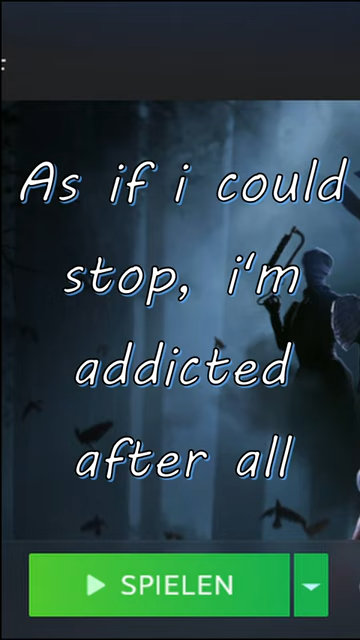 As if i could
stop, i'm
addicted
after all
SPIELEN